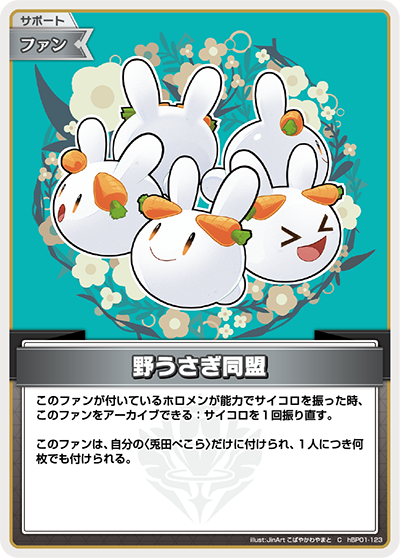 サポート
ファン
野うさぎ同盟
このファンが付いているホロメンが能力でサイコロを振った時、
このファンをアーカイブできる：サイコロを1回振り直す。
このファンは、自分の〈兎田ぺこら〉だけに付けられ、1人につき何
枚でも付けられる。
illust:JinArt こばやかわやまと C hSP01-123